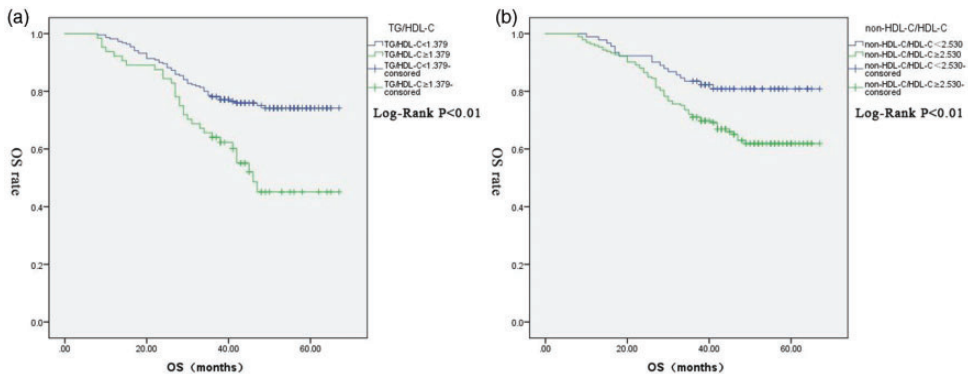 (a)
TG/HDL-C
TG/HDL-C<1.379
TG/HDL-C≥1.379
TG/HDL-C<1.379-
censored
TG/HDL-C≥1.379-
censored
Log-Rank P<0.01
OS rate
1.0
0.8
0.6
0.4
0.2
0.0
.00
20.00
40.00
60.00
OS（months）
(b)
non-HDL-C/HDL-C
non-HDL-C/HDL-C＜2.530
non-HDL-C/HDL-C≥2.530
non-HDL-C/HDL-C＜2.530-
censored
non-HDL-C/HDL-C≥2.530-
censored
Log-Rank P<0.01
OS rate
1.0
0.8
0.6
0.4
0.2
0.0
.00
20.00
40.00
60.00
OS（months）